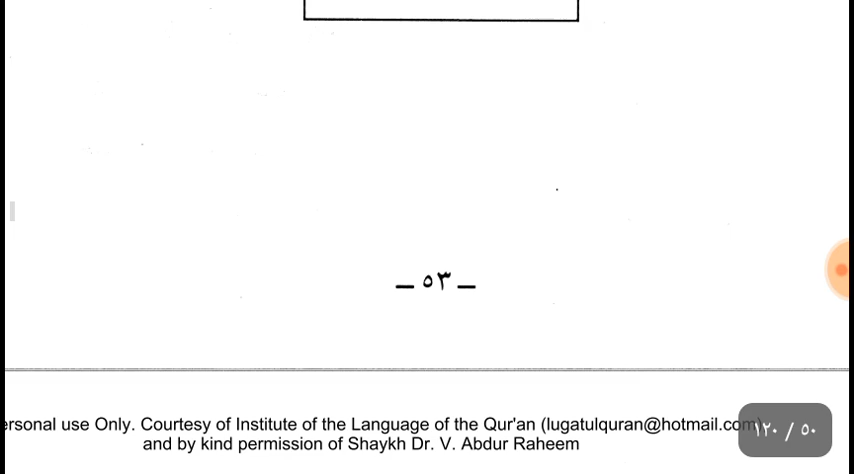 – ٥٣ –
ersonal use Only. Courtesy of Institute of the Language of the Qur'an (lugatulquran@hotmail.com)
and by kind permission of Shaykh Dr. V. Abdur Raheem
١٢٠ / ٥٠